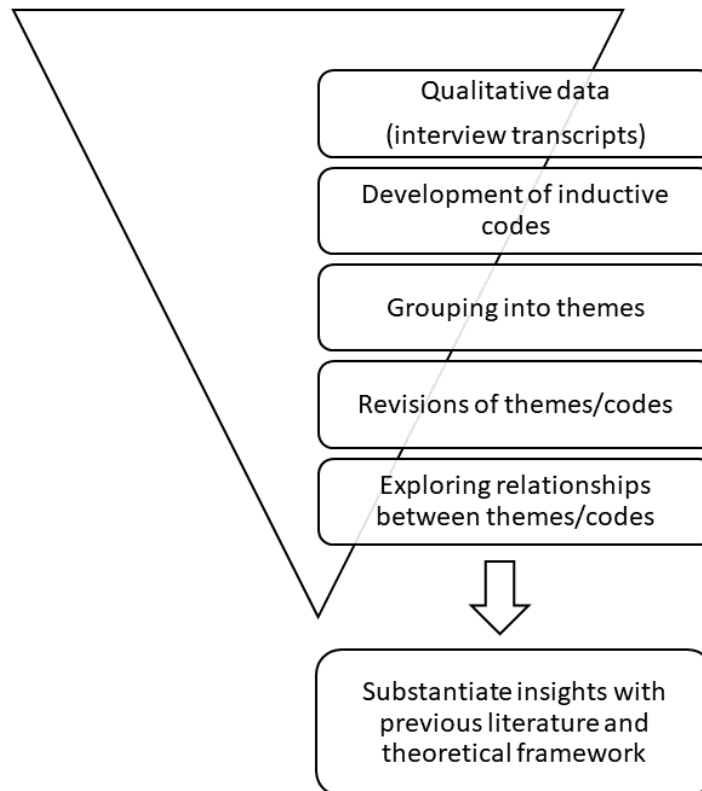 Qualitative data
(interview transcripts)
Development of inductive
codes
Grouping into themes
Revisions of themes/codes
Exploring relationships
between themes/codes
Substantiate insights with
previous literature and
theoretical framework